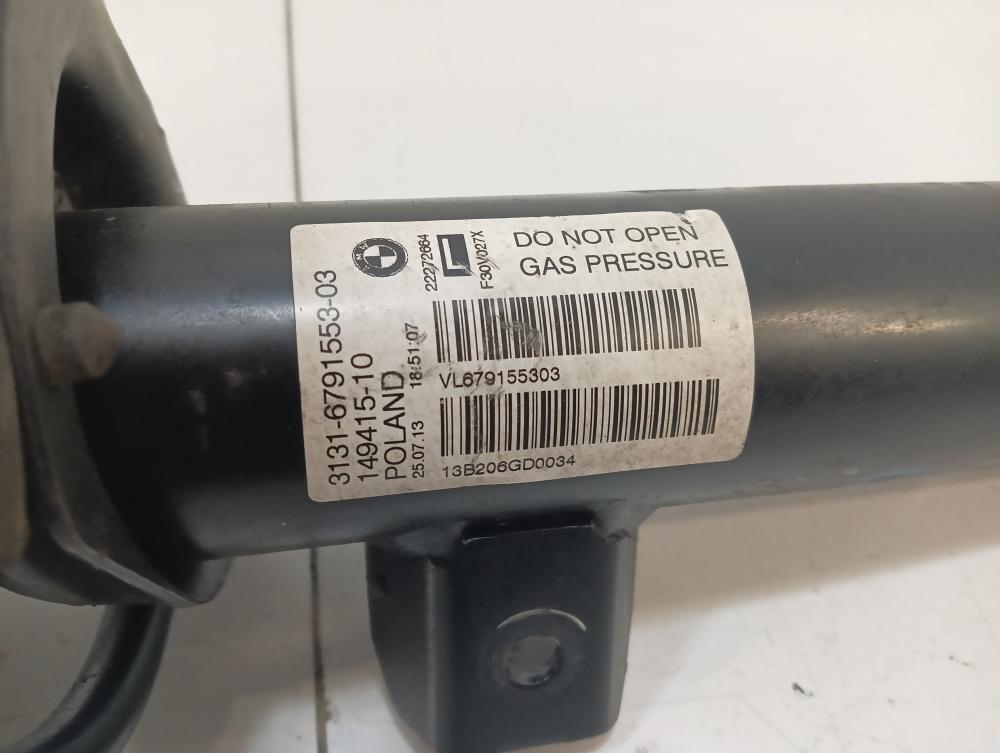 3131-6791553-03
149415-10
POLAND
25.07.13 18:51:07
BMW
22272664
L
F30V027X
DO NOT OPEN
GAS PRESSURE
VL679155303
13B206GD0034